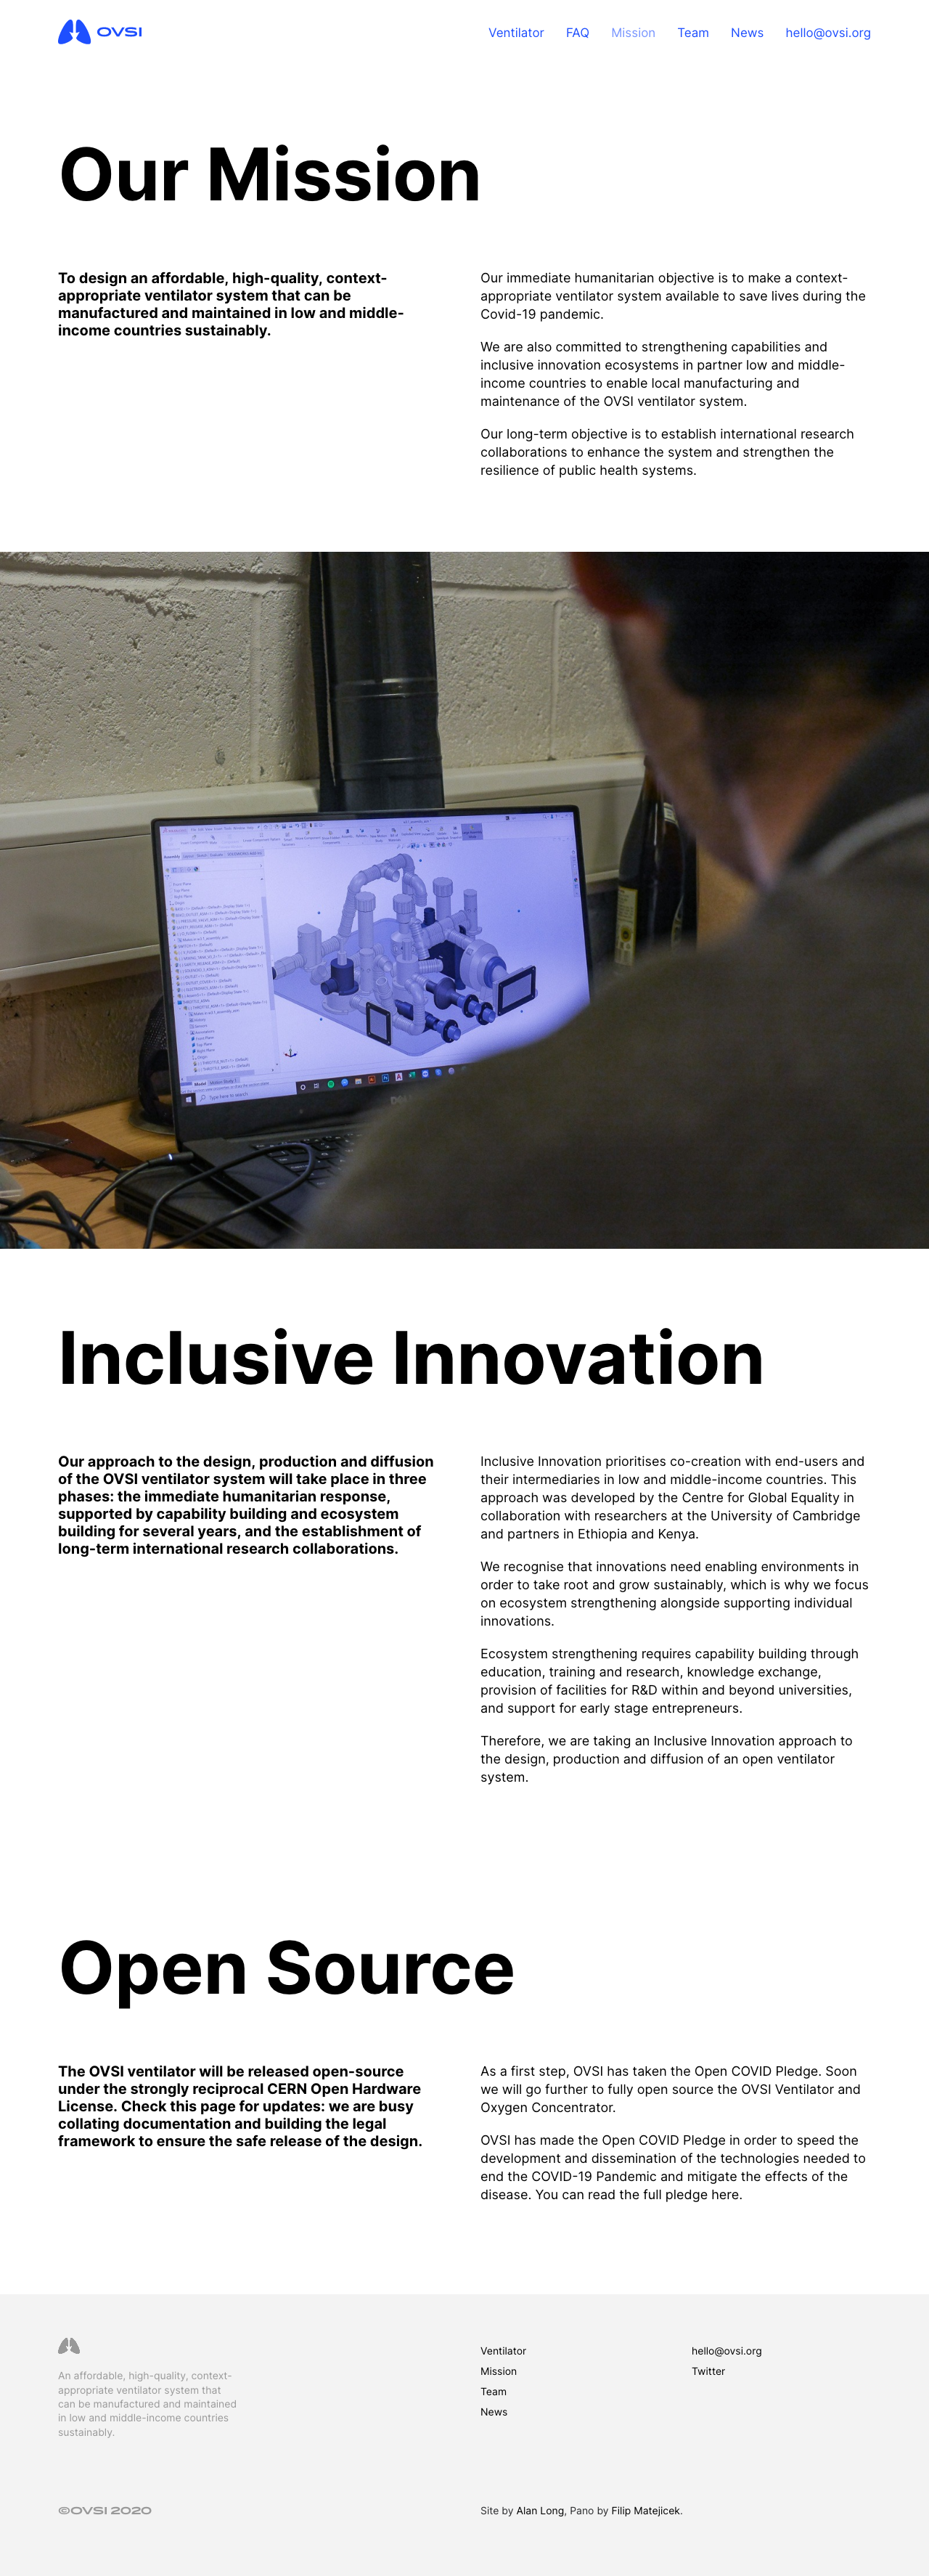 OVSI
Ventilator FAQ Mission Team News hello@ovsi.org
Our Mission
To design an affordable, high-quality, context-
appropriate ventilator system that can be
manufactured and maintained in low and middle-
income countries sustainably.
Our immediate humanitarian objective is to make a context-
appropriate ventilator system available to save lives during the
Covid-19 pandemic.
We are also committed to strengthening capabilities and
inclusive innovation ecosystems in partner low and middle-
income countries to enable local manufacturing and
maintenance of the OVSI ventilator system.
Our long-term objective is to establish international research
collaborations to enhance the system and strengthen the
resilience of public health systems.
Type here to search
Inclusive Innovation
Our approach to the design, production and diffusion
of the OVSI ventilator system will take place in three
phases: the immediate humanitarian response,
supported by capability building and ecosystem
building for several years, and the establishment of
long-term international research collaborations.
Inclusive Innovation prioritises co-creation with end-users and
their intermediaries in low and middle-income countries. This
approach was developed by the Centre for Global Equality in
collaboration with researchers at the University of Cambridge
and partners in Ethiopia and Kenya.
We recognise that innovations need enabling environments in
order to take root and grow sustainably, which is why we focus
on ecosystem strengthening alongside supporting individual
innovations.
Ecosystem strengthening requires capability building through
education, training and research, knowledge exchange,
provision of facilities for R&D within and beyond universities,
and support for early stage entrepreneurs.
Therefore, we are taking an Inclusive Innovation approach to
the design, production and diffusion of an open ventilator
system.
Open Source
The OVSI ventilator will be released open-source
under the strongly reciprocal CERN Open Hardware
License. Check this page for updates: we are busy
collating documentation and building the legal
framework to ensure the safe release of the design.
As a first step, OVSI has taken the Open COVID Pledge. Soon
we will go further to fully open source the OVSI Ventilator and
Oxygen Concentrator.
OVSI has made the Open COVID Pledge in order to speed the
development and dissemination of the technologies needed to
end the COVID-19 Pandemic and mitigate the effects of the
disease. You can read the full pledge here.
An affordable, high-quality, context-
appropriate ventilator system that
can be manufactured and maintained
in low and middle-income countries
sustainably.
Ventilator
Mission
Team
News
hello@ovsi.org
Twitter
©OVSI 2020
Site by Alan Long, Pano by Filip Matejicek.